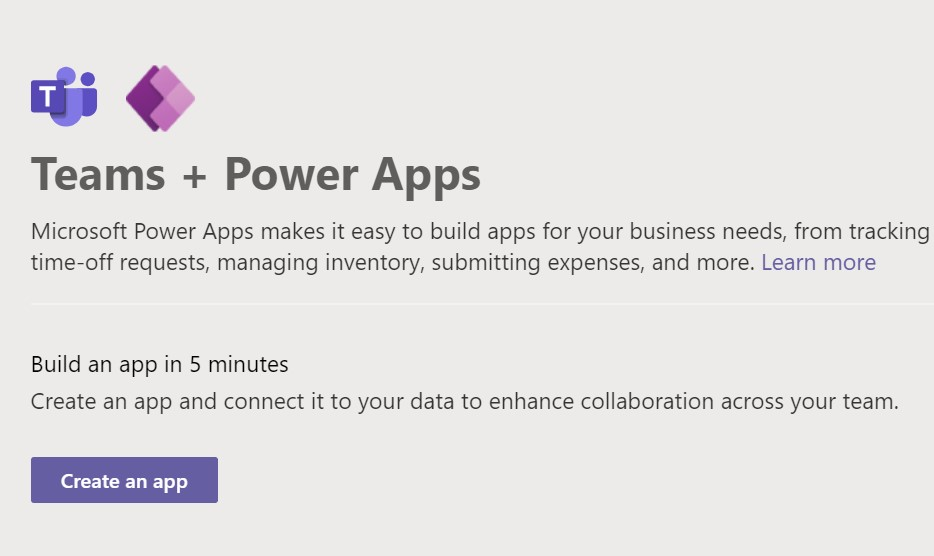 T
Teams + Power Apps
Microsoft Power Apps makes it easy to build apps for your business needs, from tracking
time-off requests, managing inventory, submitting expenses, and more. Learn more
Build an app in 5 minutes
Create an app and connect it to your data to enhance collaboration across your team.
Create an app